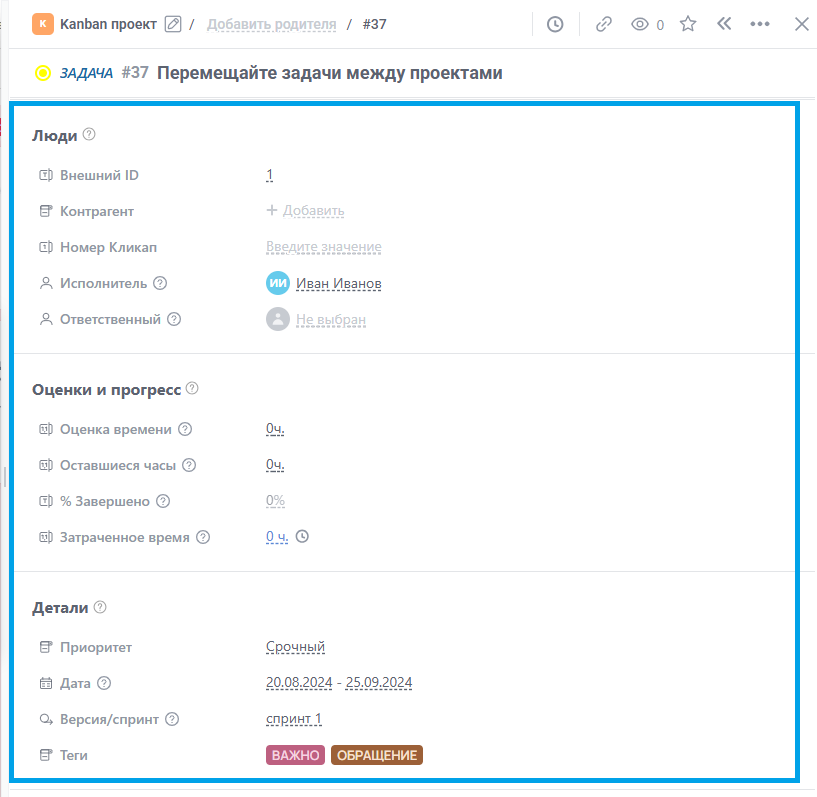 К Kanban проект / Добавить родителя / #37 0
ЗАДАЧА #37 Перемещайте задачи между проектами
Люди
Внешний ID 1
Контрагент + Добавить
Номер Кликап Введите значение
Исполнитель ИИ Иван Иванов
Ответственный Не выбран
Оценки и прогресс
Оценка времени 0ч.
Оставшиеся часы 0ч.
% Завершено 0%
Затраченное время 0 ч.
Детали
Приоритет Срочный
Дата 20.08.2024 - 25.09.2024
Версия/спринт спринт 1
Теги ВАЖНО ОБРАЩЕНИЕ